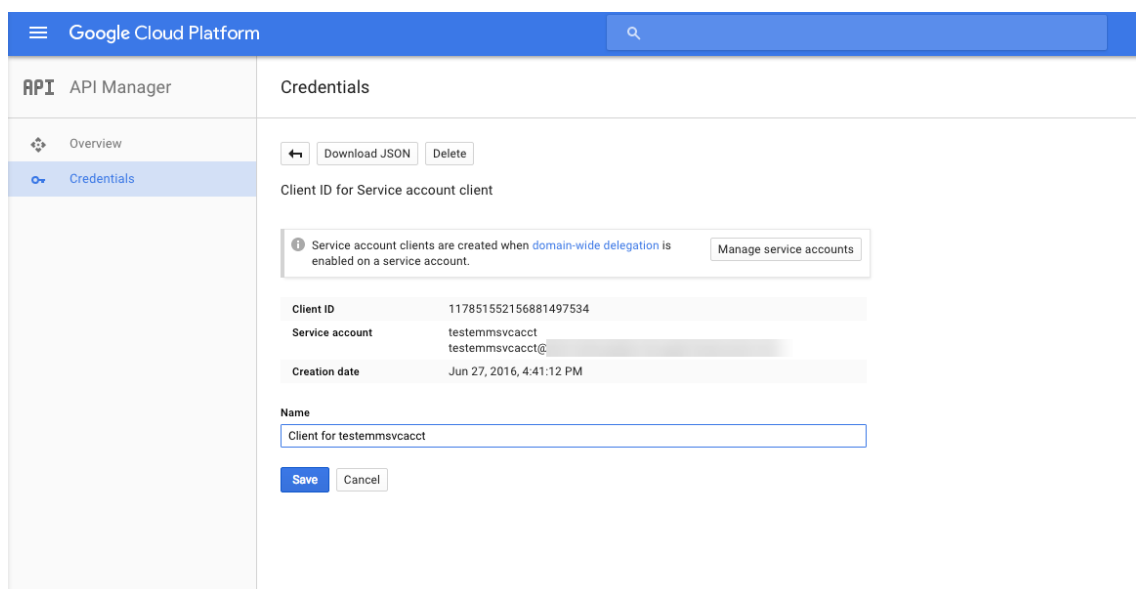 Google Cloud Platform
API API Manager
Credentials
Overview
Credentials
Download JSON Delete
Client ID for Service account client
Service account clients are created when domain-wide delegation is
enabled on a service account.
Manage service accounts
Client ID 117851552156881497534
Service account testemmsvcacct
testemmsvcacct@
Creation date Jun 27, 2016, 4:41:12 PM
Name
Client for testemmsvcacct
Save Cancel